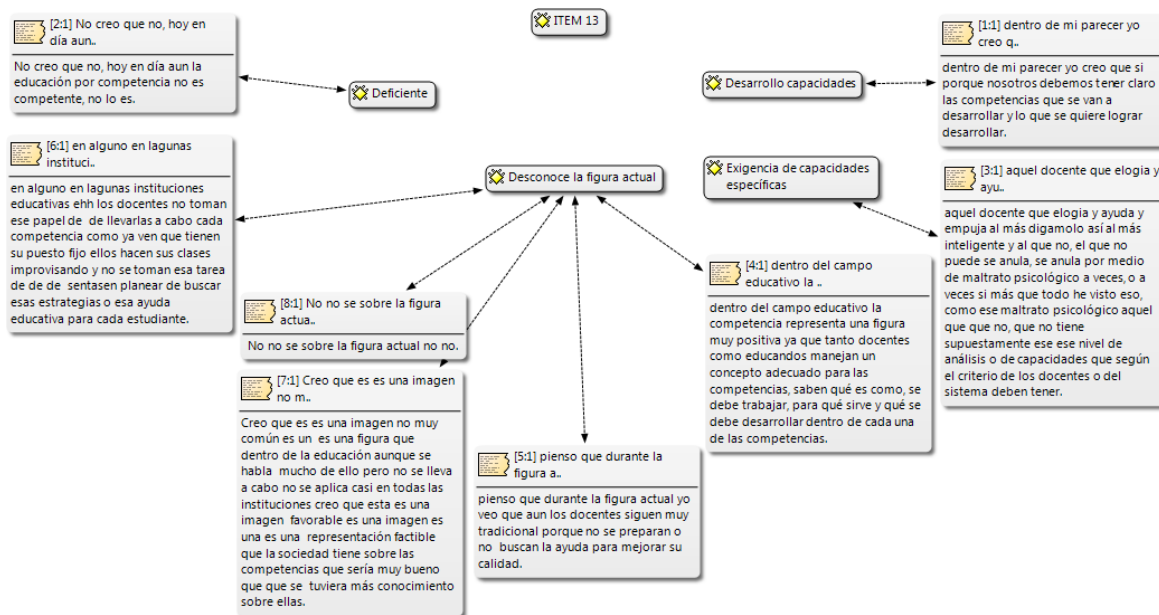 ITEM 13
[2:1] No creo que no, hoy en
día aun..
No creo que no, hoy en día aun la
educación por competencia no es
competente, no lo es.
Deficiente
Desarrollo capacidades
[1:1] dentro de mi parecer yo
creo q..
dentro de mi parecer yo creo que si
porque nosotros debemos tener claro
las competencias que se van a
desarrollar y lo que se quiere lograr
desarrollar.
[6:1] en alguno en lagunas
instituci..
en alguno en lagunas instituciones
educativas ehh los docentes no toman
ese papel de  de llevarlas a cabo cada
competencia como ya ven que tienen
su puesto fijo ellos hacen sus clases
improvisando y no se toman esa tarea
de de de  sentasen planear de buscar
esas estrategias o esa ayuda
educativa para cada estudiante.
Desconoce la figura actual
Exigencia de capacidades
específicas
[3:1] aquel docente que elogia y
ayu..
aquel docente que elogia y ayuda y
empuja al más digamolo así al más
inteligente y al que no, el que no
puede se anula, se anula por medio
de maltrato psicológico a veces, o a
veces si más que todo he visto eso,
como ese maltrato psicológico aquel
que que no, que no tiene
supuestamente ese ese nivel de
análisis o de capacidades que según
el criterio de los docentes o del
sistema deben tener.
[8:1] No no se sobre la figura
actua..
No no se sobre la figura actual no no.
[4:1] dentro del campo
educativo la ..
dentro del campo educativo la
competencia representa una figura
muy positiva ya que tanto docentes
como educandos manejan un
concepto adecuado para las
competencias, saben qué es como, se
debe trabajar, para qué sirve y qué se
debe desarrollar dentro de cada una
de las competencias.
[7:1] Creo que es es una imagen
no m..
Creo que es es una imagen no muy
común es un  es una figura que
dentro de la educación aunque se
habla  mucho de ello pero no se lleva
a cabo no se aplica casi en todas las
instituciones creo que esta es una
imagen  favorable es una imagen es
una es una  representación factible
que la sociedad tiene sobre las
competencias que sería muy bueno
que que se  tuviera más conocimiento
sobre ellas.
[5:1] pienso que durante la
figura a..
pienso que durante la figura actual yo
veo que aun los docentes siguen muy
tradicional porque no se preparan o
no  buscan la ayuda para mejorar su
calidad.